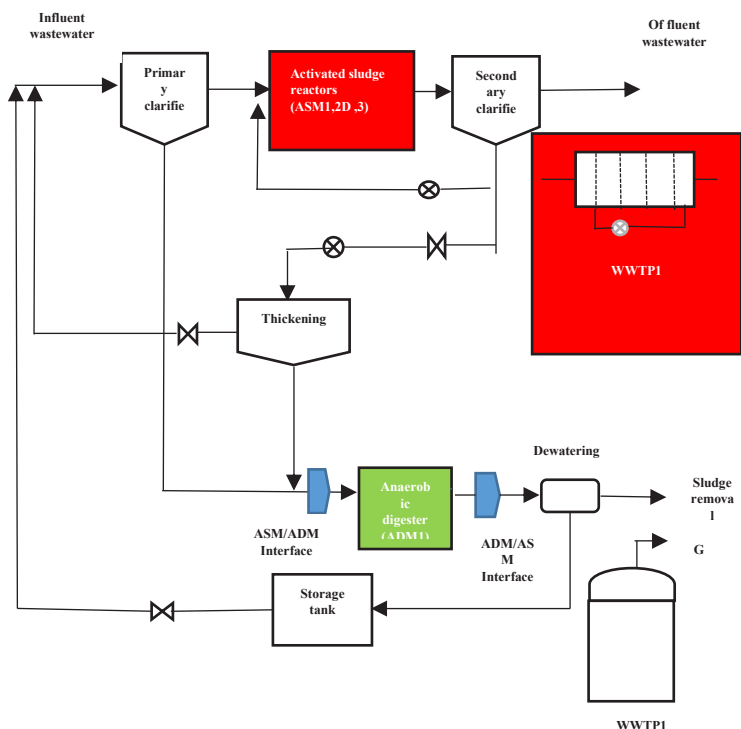 Influent
wastewater
Of fluent
wastewater
Primar
y clarifie
Activated sludge
reactors
(ASM1,2D ,3)
Second
ary
clarifie
WWTP1
Thickening
Dewatering
Anaerob
ic
digester
(ADM1)
Sludge
remova
l
ASM/ADM
Interface
ADM/AS
M
Interface
G
Storage
tank
WWTP1